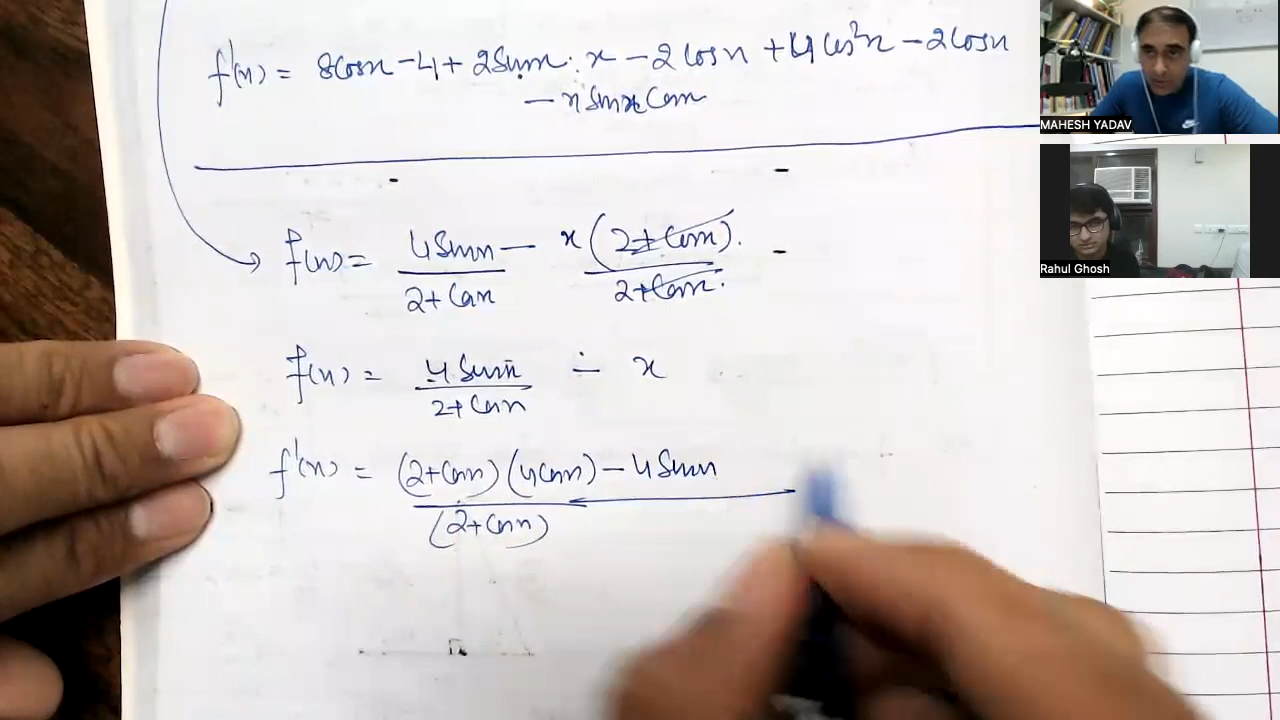 f'(x) = 8cosx - 4 + 2sinx . x - 2cosx + 4cos²x - 2cosx
- x sinx cosx
f(x) = 4sinx/2+cosx - x(2+cosx)/2+cosx.
f(x) = 4sinx/2+cosx - x
f'(x) = (2+cosx)(4cosx) - 4sinx/(2+cosx)
MAHESH YADAV
Rahul Ghosh